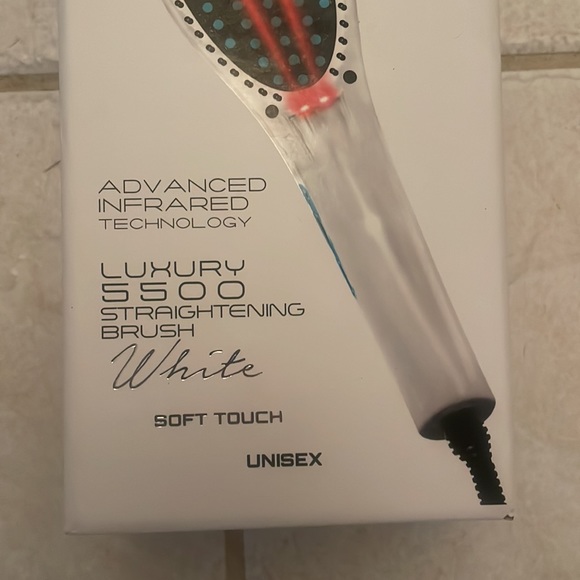 ADVANCED
INFRARED
TECHNOLOGY
LUXURY
5500
STRAIGHTENING
BRUSH
White
SOFT TOUCH
UNISEX